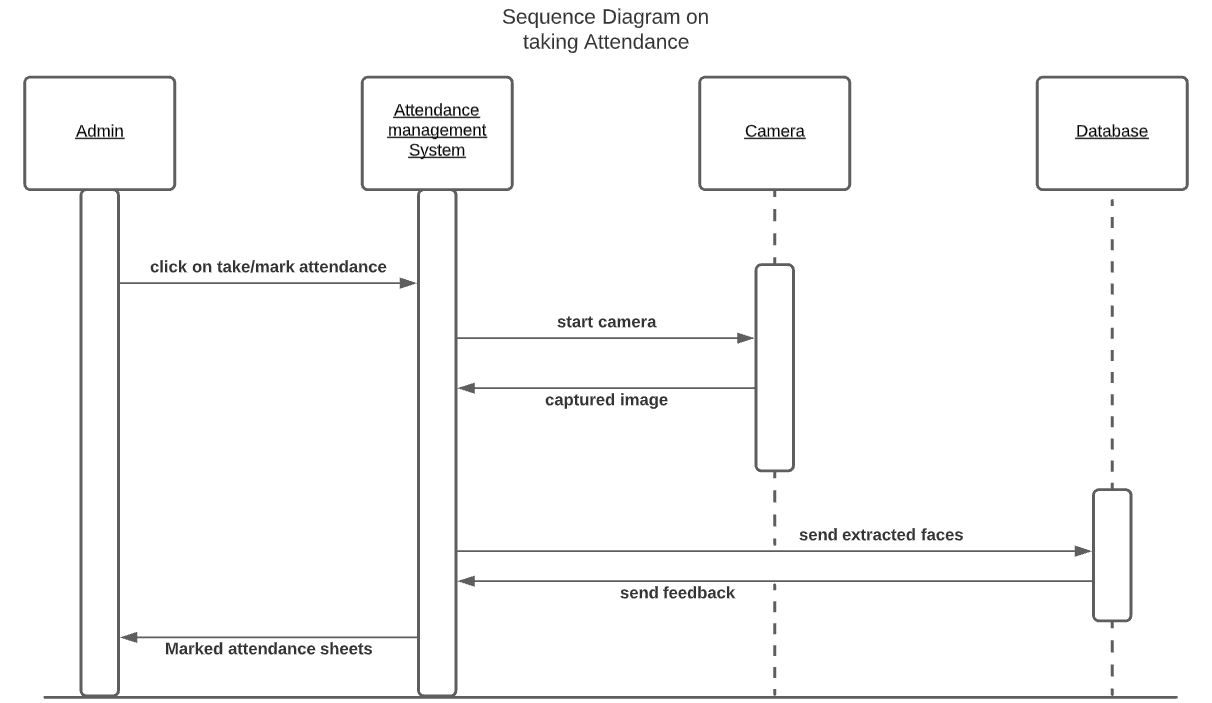 Sequence Diagram on
taking Attendance
Admin
Attendance
management
System
Camera
Database
click on take/mark attendance
start camera
captured image
send extracted faces
send feedback
Marked attendance sheets